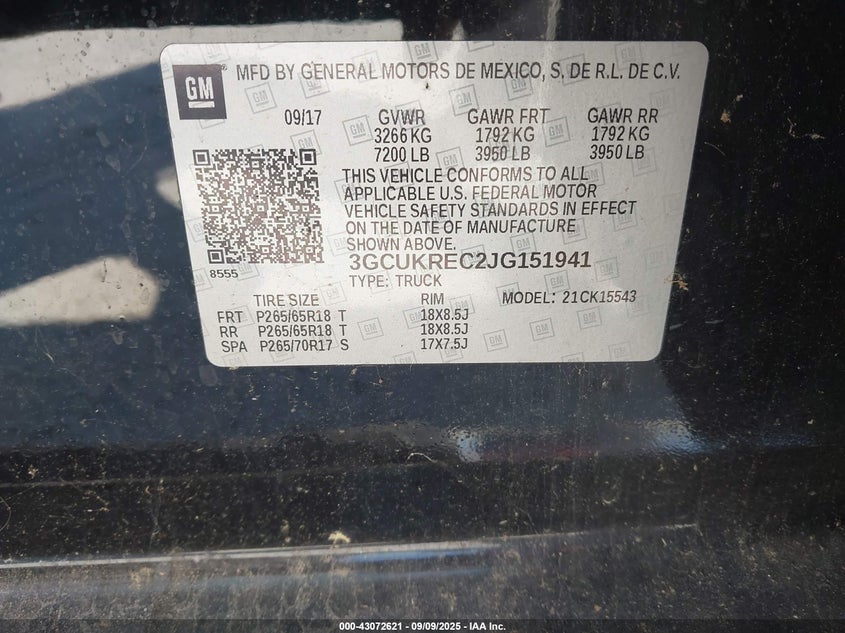 GM
MFD BY GENERAL MOTORS DE MEXICO, S. DE R.L. DE C.V.
09/17 GVWR GAWR FRT GAWR RR
3266 KG 1792 KG 1792 KG
7200 LB 3950 LB 3950 LB
THIS VEHICLE CONFORMS TO ALL
APPLICABLE U.S. FEDERAL MOTOR
VEHICLE SAFETY STANDARDS IN EFFECT
ON THE DATE OF MANUFACTURE
SHOWN ABOVE.
8555
3GCUKREC2JG151941
TYPE: TRUCK
TIRE SIZE RIM MODEL: 21CK15543
FRT P265/65R18 T 18X8.5J
RR P265/65R18 T 18X8.5J
SPA P265/70R17 S 17X7.5J
000-43072621 | 09/09/2025 | IAA Inc.